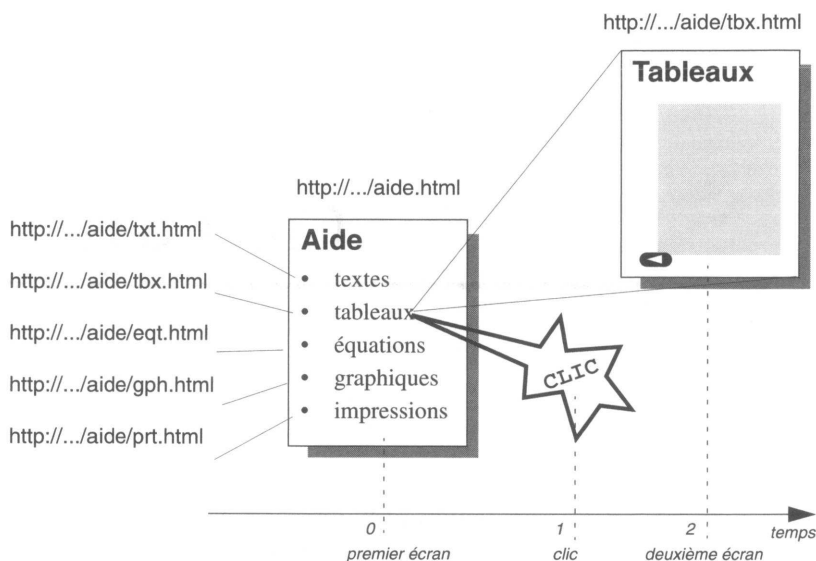 http://.../aide/tbx.html
Tableaux
http://.../aide.html
Aide
• textes
• tableaux
• équations
• graphiques
• impressions
http://.../aide/txt.html
http://.../aide/tbx.html
http://.../aide/eqt.html
http://.../aide/gph.html
http://.../aide/prt.html
CLIC
0 1 2 temps
premier écran clic deuxième écran